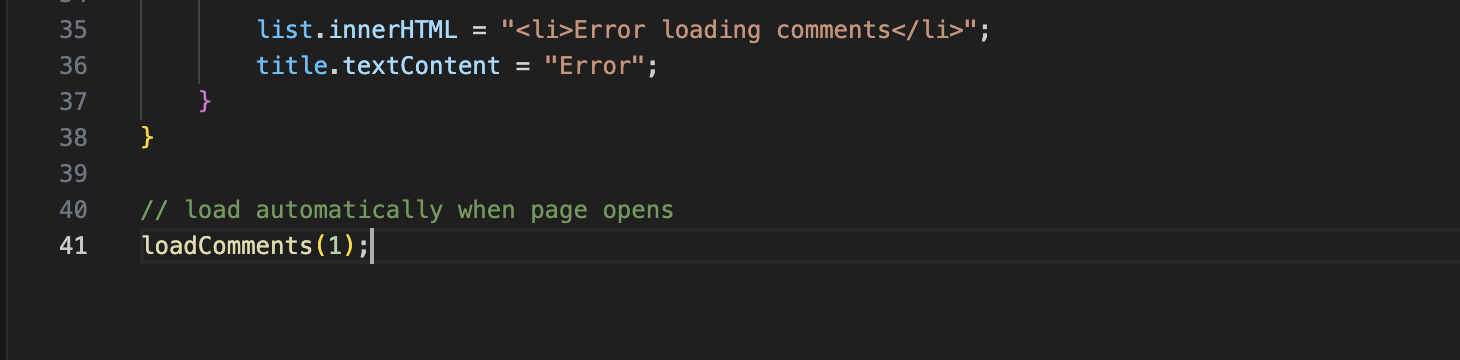 35 list.innerHTML = "<li>Error loading comments</li>";
36 title.textContent = "Error";
37 }
38 }
39
40 // load automatically when page opens
41 loadComments(1);